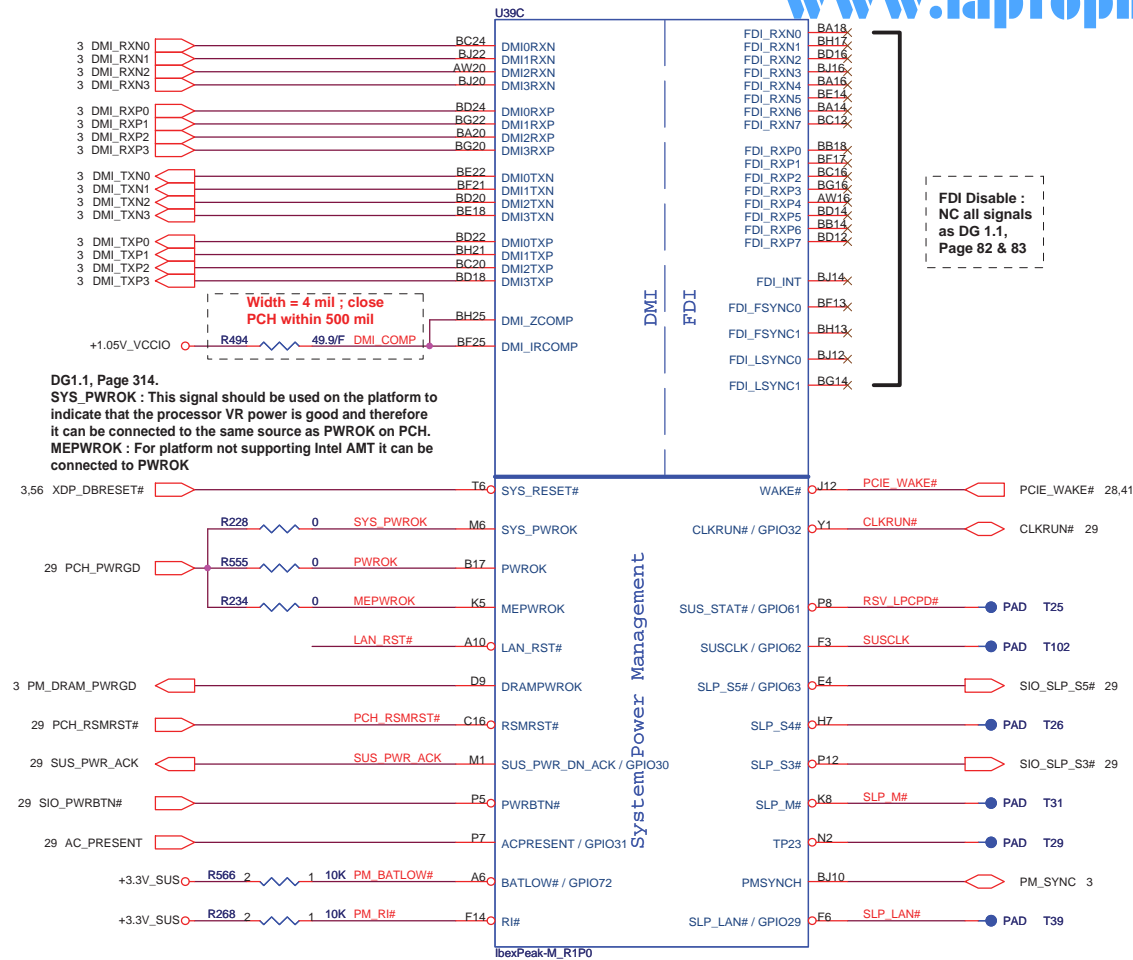 www.laptopl
U39C
3 DMI_RXN0 BC24 DMI0RXN FDI_RXN0 BA18
3 DMI_RXN1 BJ22 DMI1RXN FDI_RXN1 BH17
3 DMI_RXN2 AW20 DMI2RXN FDI_RXN2 BD16
3 DMI_RXN3 BJ20 DMI3RXN FDI_RXN3 BJ16
FDI_RXN4 BA16
FDI_RXN5 BE14
3 DMI_RXP0 BD24 DMI0RXP FDI_RXN6 BA14
3 DMI_RXP1 BG22 DMI1RXP FDI_RXN7 BC12
3 DMI_RXP2 BA20 DMI2RXP
3 DMI_RXP3 BG20 DMI3RXP FDI_RXP0 BB18
FDI_RXP1 BF17
3 DMI_TXN0 BE22 DMI0TXN FDI_RXP2 BC16
3 DMI_TXN1 BF21 DMI1TXN FDI_RXP3 BG16
3 DMI_TXN2 BD20 DMI2TXN FDI_RXP4 AW16
3 DMI_TXN3 BE18 DMI3TXN FDI_RXP5 BD14
FDI_RXP6 BB14
3 DMI_TXP0 BD22 DMI0TXP FDI_RXP7 BD12
3 DMI_TXP1 BH21 DMI1TXP
3 DMI_TXP2 BC20 DMI2TXP
3 DMI_TXP3 BD18 DMI3TXP FDI_INT BJ14
FDI Disable :
NC all signals
as DG 1.1,
Page 82 & 83
Width = 4 mil ; close
PCH within 500 mil
FDI_FSYNC0 BF13
BH25 DMI_ZCOMP
DMI
FDI
FDI_FSYNC1 BH13
+1.05V_VCCIO R494 49.9/F DMI_COMP BF25 DMI_IRCOMP
FDI_LSYNC0 BJ12
FDI_LSYNC1 BG14
DG1.1, Page 314.
SYS_PWROK : This signal should be used on the platform to
indicate that the processor VR power is good and therefore
it can be connected to the same source as PWROK on PCH.
MEPWROK : For platform not supporting Intel AMT it can be
connected to PWROK
3,56 XDP_DBRESET# T6 SYS_RESET# WAKE# J12 PCIE_WAKE# PCIE_WAKE# 28,41
R228 0 SYS_PWROK M6 SYS_PWROK CLKRUN# / GPIO32 Y1 CLKRUN# CLKRUN# 29
29 PCH_PWRGD R555 0 PWROK B17 PWROK
R234 0 MEPWROK K5 MEPWROK SUS_STAT# / GPIO61 P8 RSV_LPCPD# PAD T25
LAN_RST# A10 LAN_RST# SUSCLK / GPIO62 F3 SUSCLK PAD T102
System Power Management
3 PM_DRAM_PWRGD D9 DRAMPWROK SLP_S5# / GPIO63 E4 SIO_SLP_S5# 29
29 PCH_RSMRST# PCH_RSMRST# C16 RSMRST# SLP_S4# H7 PAD T26
29 SUS_PWR_ACK SUS_PWR_ACK M1 SUS_PWR_DN_ACK / GPIO30 SLP_S3# P12 SIO_SLP_S3# 29
29 SIO_PWRBTN# P5 PWRBTN# SLP_M# K8 SLP_M# PAD T31
29 AC_PRESENT P7 ACPRESENT / GPIO31 TP23 N2 PAD T29
+3.3V_SUS R566 2 1 10K PM_BATLOW# A6 BATLOW# / GPIO72 PMSYNCH BJ10 PM_SYNC 3
+3.3V_SUS R268 2 1 10K PM_RI# F14 RI# SLP_LAN# / GPIO29 F6 SLP_LAN# PAD T39
IbexPeak-M_R1P0